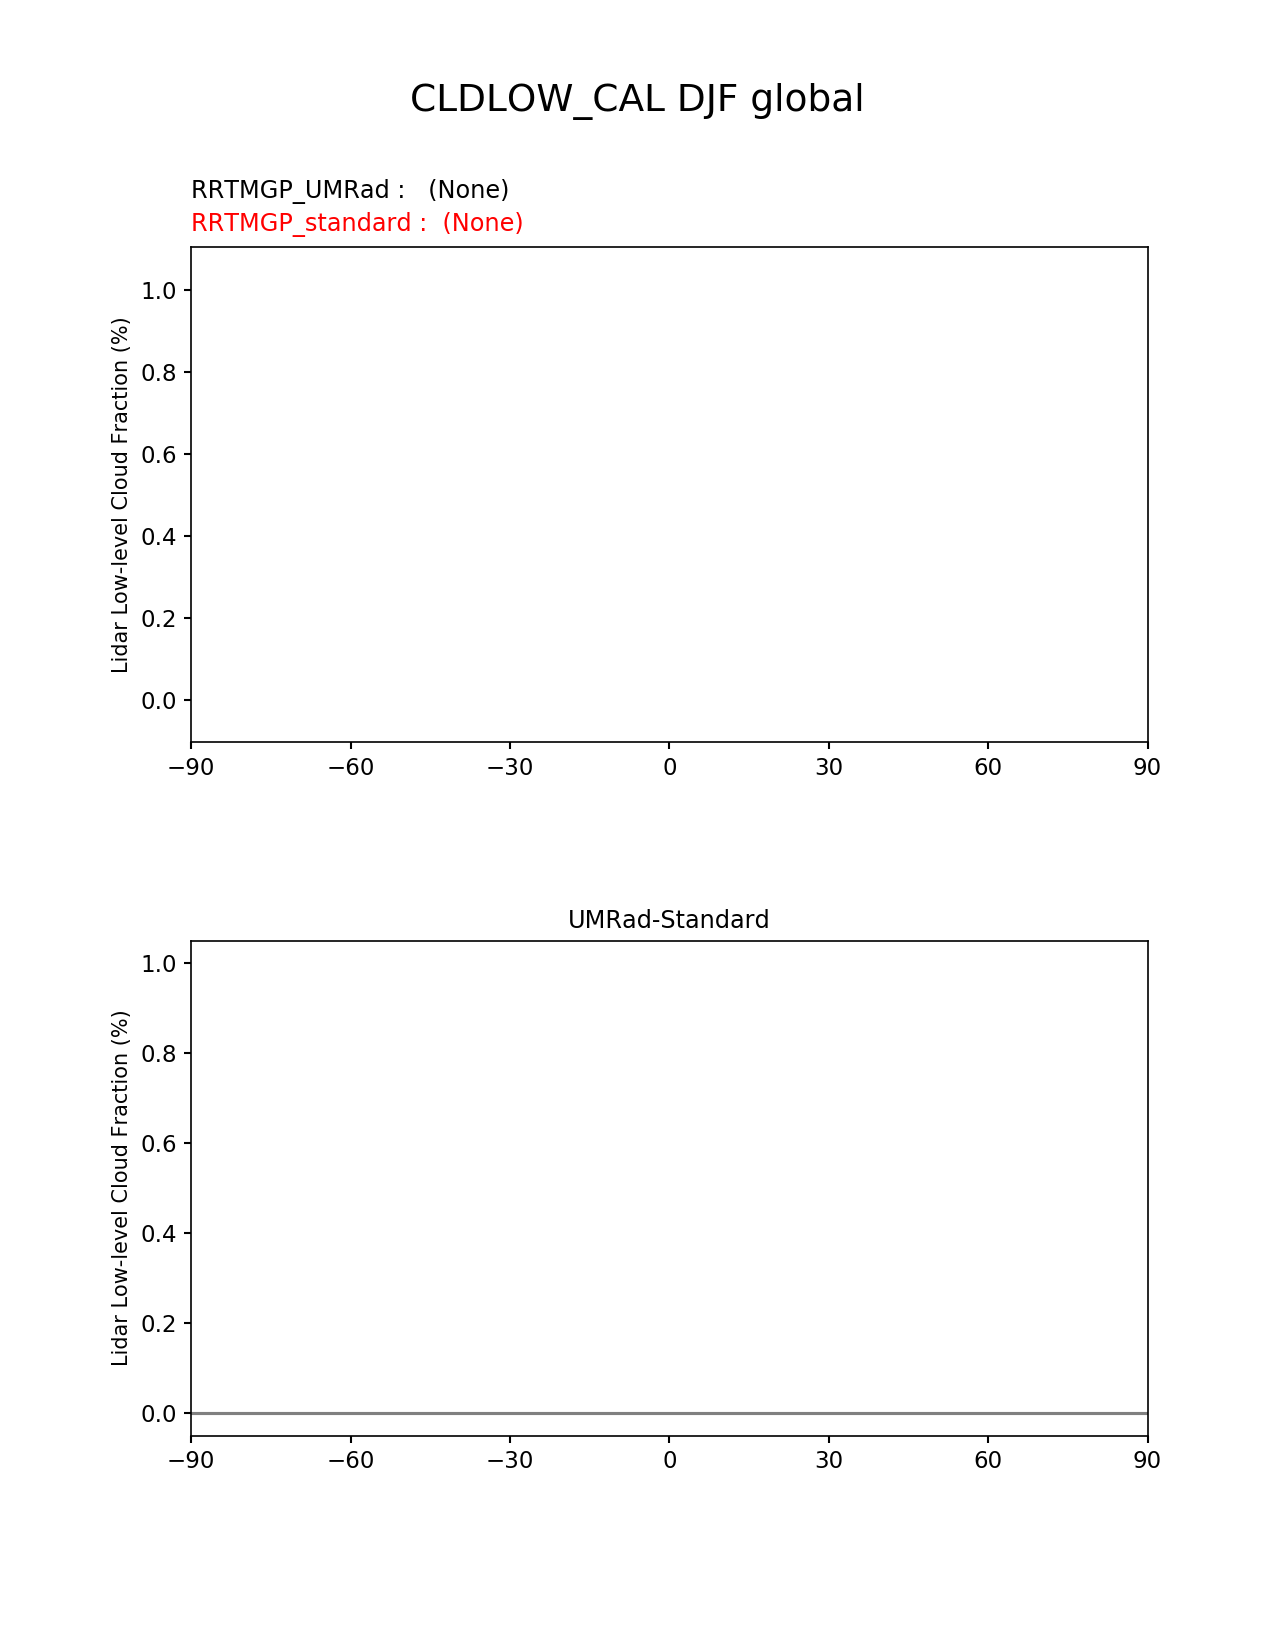 CLDLOW_CAL DJF global
RRTMGP_UMRad :   (None)
RRTMGP_standard :  (None)
Lidar Low-level Cloud Fraction (%)
1.0
0.8
0.6
0.4
0.2
0.0
−90 −60 −30 0 30 60 90
UMRad-Standard
Lidar Low-level Cloud Fraction (%)
1.0
0.8
0.6
0.4
0.2
0.0
−90 −60 −30 0 30 60 90